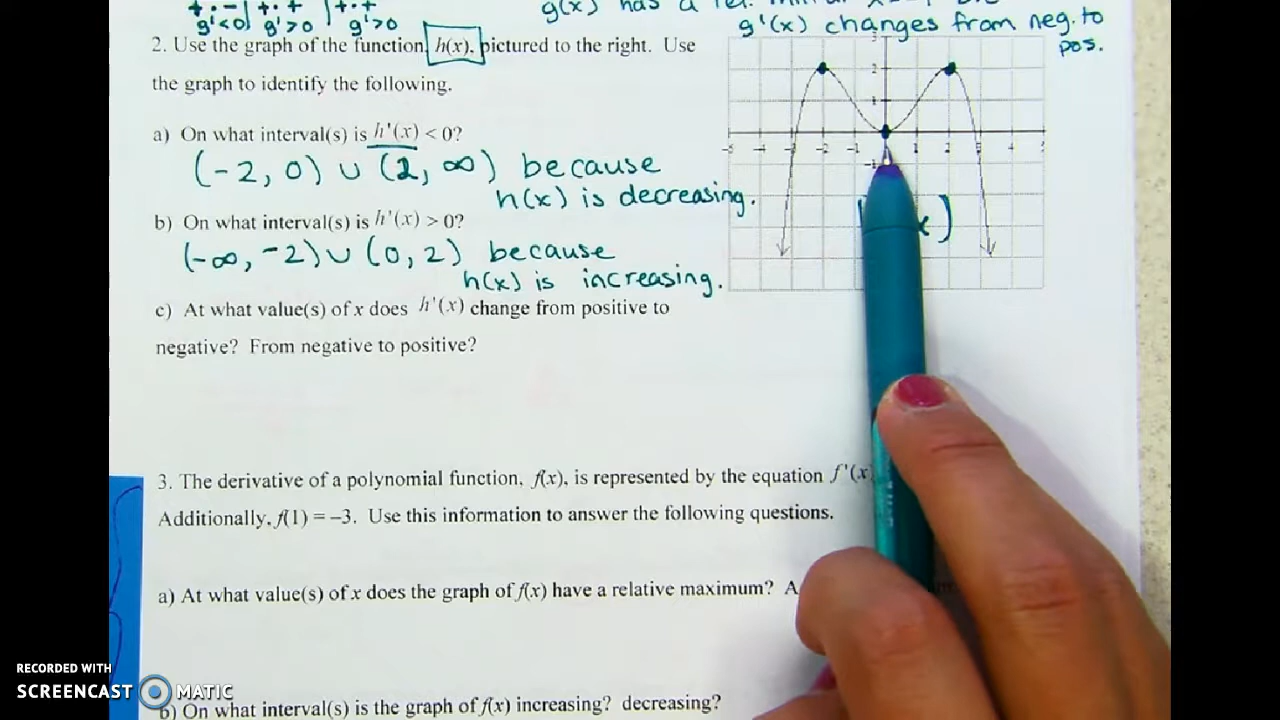 + · - | + · + | + · +
g'<0 | g'>0 | g'>0
g(x) has a
g'(x) changes from neg. to
pos.
2. Use the graph of the function h(x), pictured to the right. Use
the graph to identify the following.
a) On what interval(s) is h'(x) < 0?
(-2, 0) ∪ (2, ∞) because
h(x) is decreasing.
b) On what interval(s) is h'(x) > 0?
(-∞, -2) ∪ (0, 2) because
h(x) is increasing.
c) At what value(s) of x does h'(x) change from positive to
negative? From negative to positive?
3. The derivative of a polynomial function, f(x), is represented by the equation f'(x)
Additionally, f(1) = –3. Use this information to answer the following questions.
a) At what value(s) of x does the graph of f(x) have a relative maximum? A
b) On what interval(s) is the graph of f(x) increasing? decreasing?
RECORDED WITH
SCREENCAST MATIC